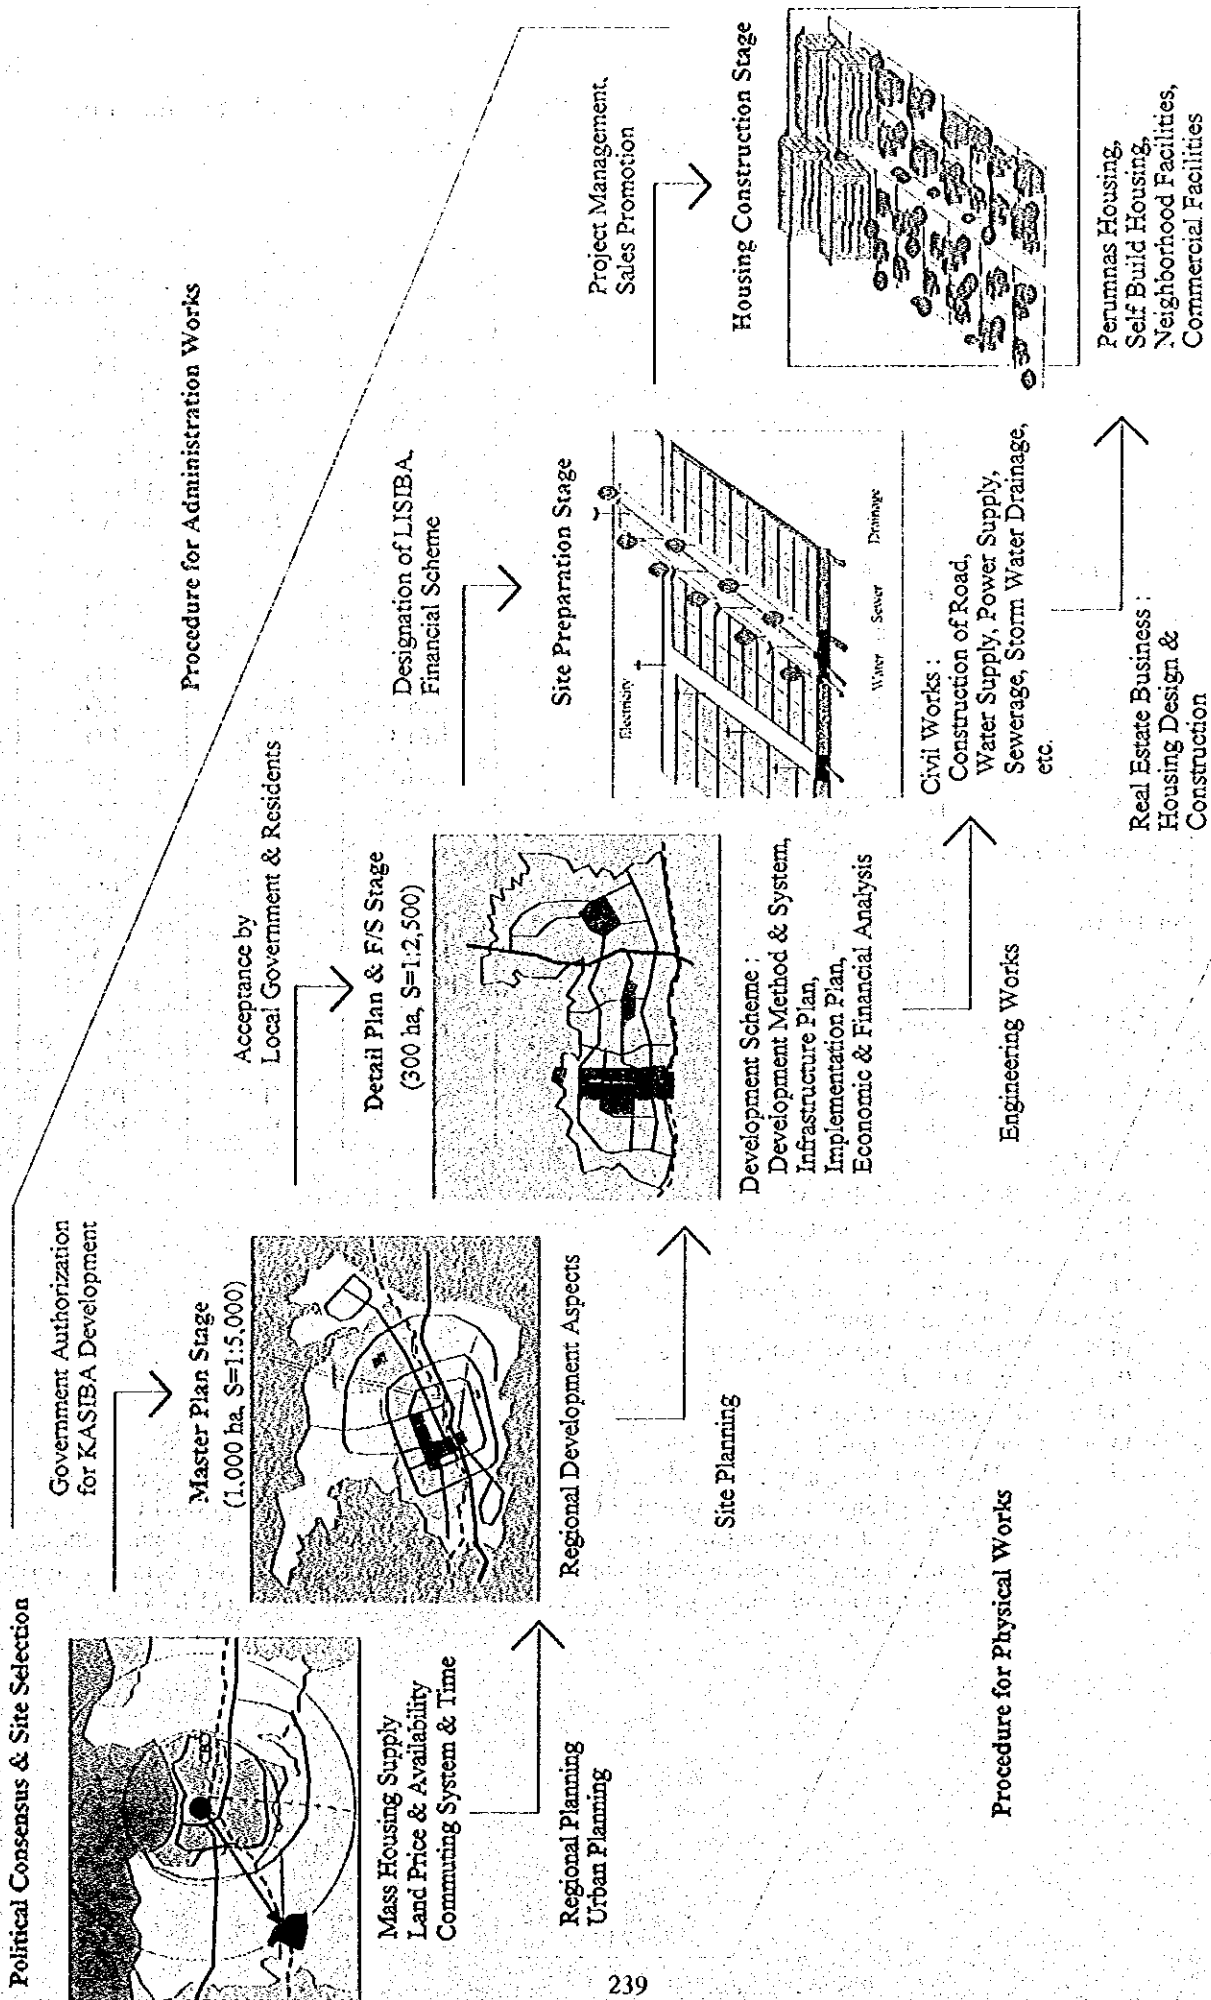 Political Consensus & Site Selection
Mass Housing Supply
Land Price & Availability
Commuting System & Time
Regional Planning
Urban Planning
Government Authorization
for KASIBA Development
Master Plan Stage
(1,000 ha, S=1:5,000)
Regional Development Aspects
Site Planning
Acceptance by
Local Government & Residents
Detail Plan & F/S Stage
(300 ha, S=1:2,500)
Development Scheme :
Development Method & System,
Infrastructure Plan,
Implementation Plan,
Economic & Financial Analysis
Engineering Works
Procedure for Administration Works
Designation of LISIBA,
Financial Scheme
Site Preparation Stage
Electricity
Water
Sewer
Drainage
Civil Works :
Construction of Road,
Water Supply, Power Supply,
Sewerage, Storm Water Drainage,
etc.
Real Estate Business :
Housing Design &
Construction
Project Management,
Sales Promotion
Housing Construction Stage
Perumnas Housing,
Self Build Housing,
Neighborhood Facilities,
Commercial Facilities
Procedure for Physical Works
239